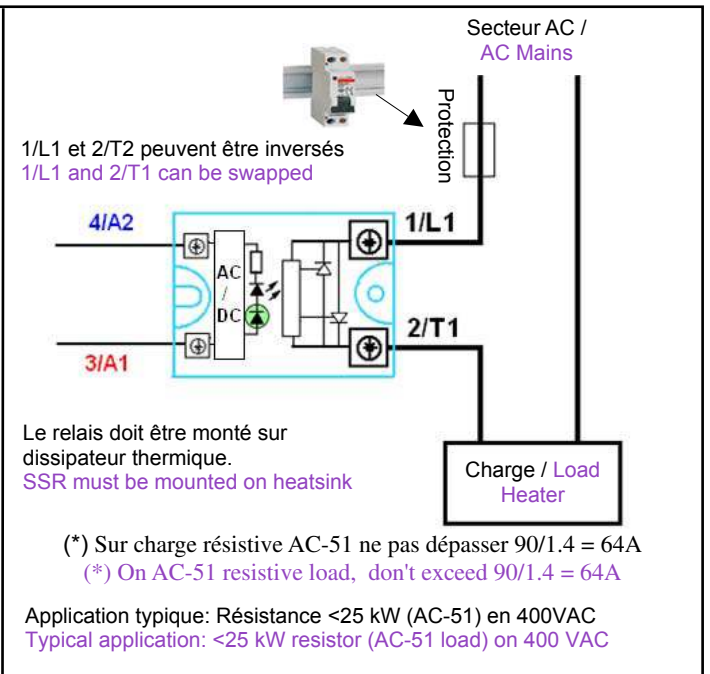 Secteur AC /
AC Mains
Protection
1/L1 et 2/T2 peuvent être inversés
1/L1 and 2/T1 can be swapped
4/A2
1/L1
AC
/
DC
3/A1
2/T1
Le relais doit être monté sur
dissipateur thermique.
SSR must be mounted on heatsink
Charge / Load
Heater
(*) Sur charge résistive AC-51 ne pas dépasser 90/1.4 = 64A
(*) On AC-51 resistive load, don't exceed 90/1.4 = 64A
Application typique: Résistance <25 kW (AC-51) en 400VAC
Typical application: <25 kW resistor (AC-51 load) on 400 VAC